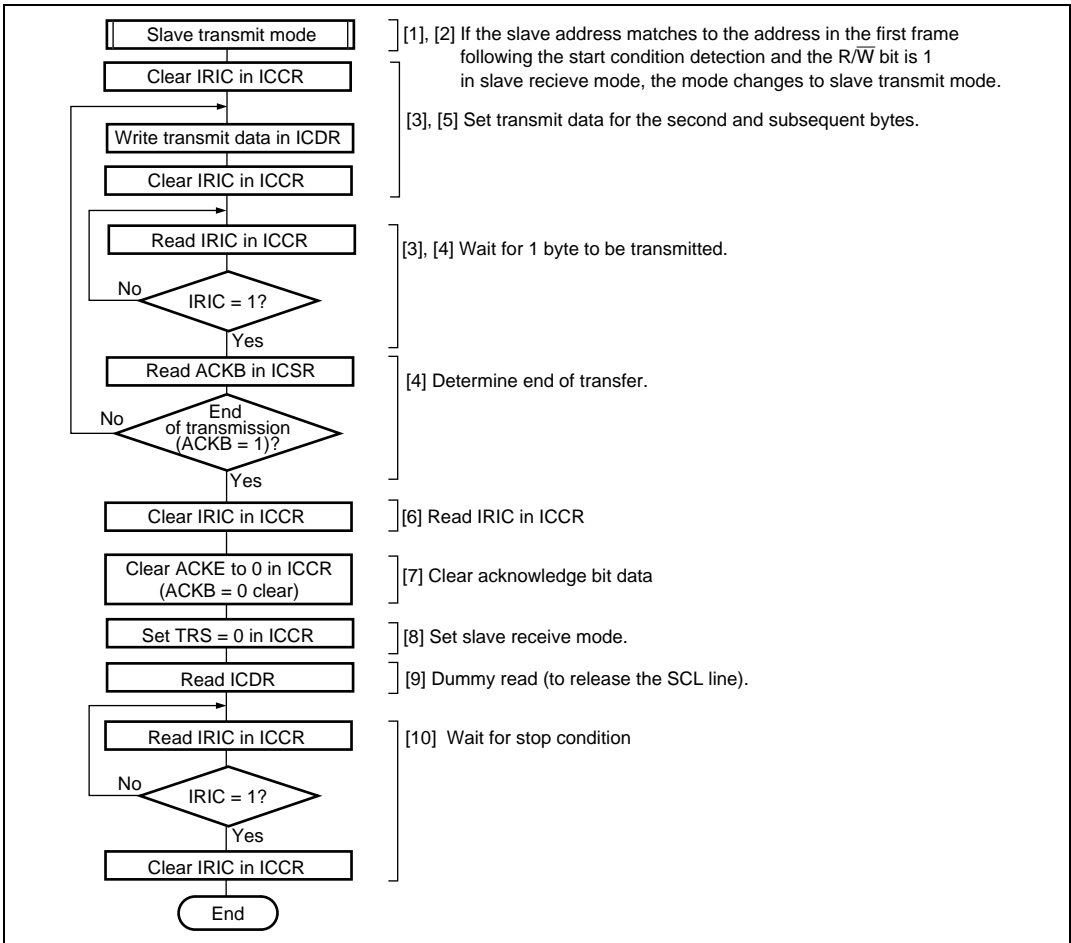 Slave transmit mode
[1], [2] If the slave address matches to the address in the first frame
following the start condition detection and the R/W̅ bit is 1
in slave recieve mode, the mode changes to slave transmit mode.
Clear IRIC in ICCR
[3], [5] Set transmit data for the second and subsequent bytes.
Write transmit data in ICDR
Clear IRIC in ICCR
Read IRIC in ICCR
[3], [4] Wait for 1 byte to be transmitted.
No
IRIC = 1?
Yes
Read ACKB in ICSR
[4] Determine end of transfer.
No
End
of transmission
(ACKB = 1)?
Yes
Clear IRIC in ICCR
[6] Read IRIC in ICCR
Clear ACKE to 0 in ICCR
(ACKB = 0 clear)
[7] Clear acknowledge bit data
Set TRS = 0 in ICCR
[8] Set slave receive mode.
Read ICDR
[9] Dummy read (to release the SCL line).
Read IRIC in ICCR
[10] Wait for stop condition
No
IRIC = 1?
Yes
Clear IRIC in ICCR
End